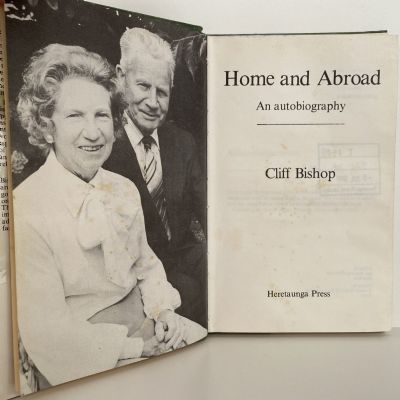 Home and Abroad
An autobiography
Cliff Bishop
Heretaunga Press